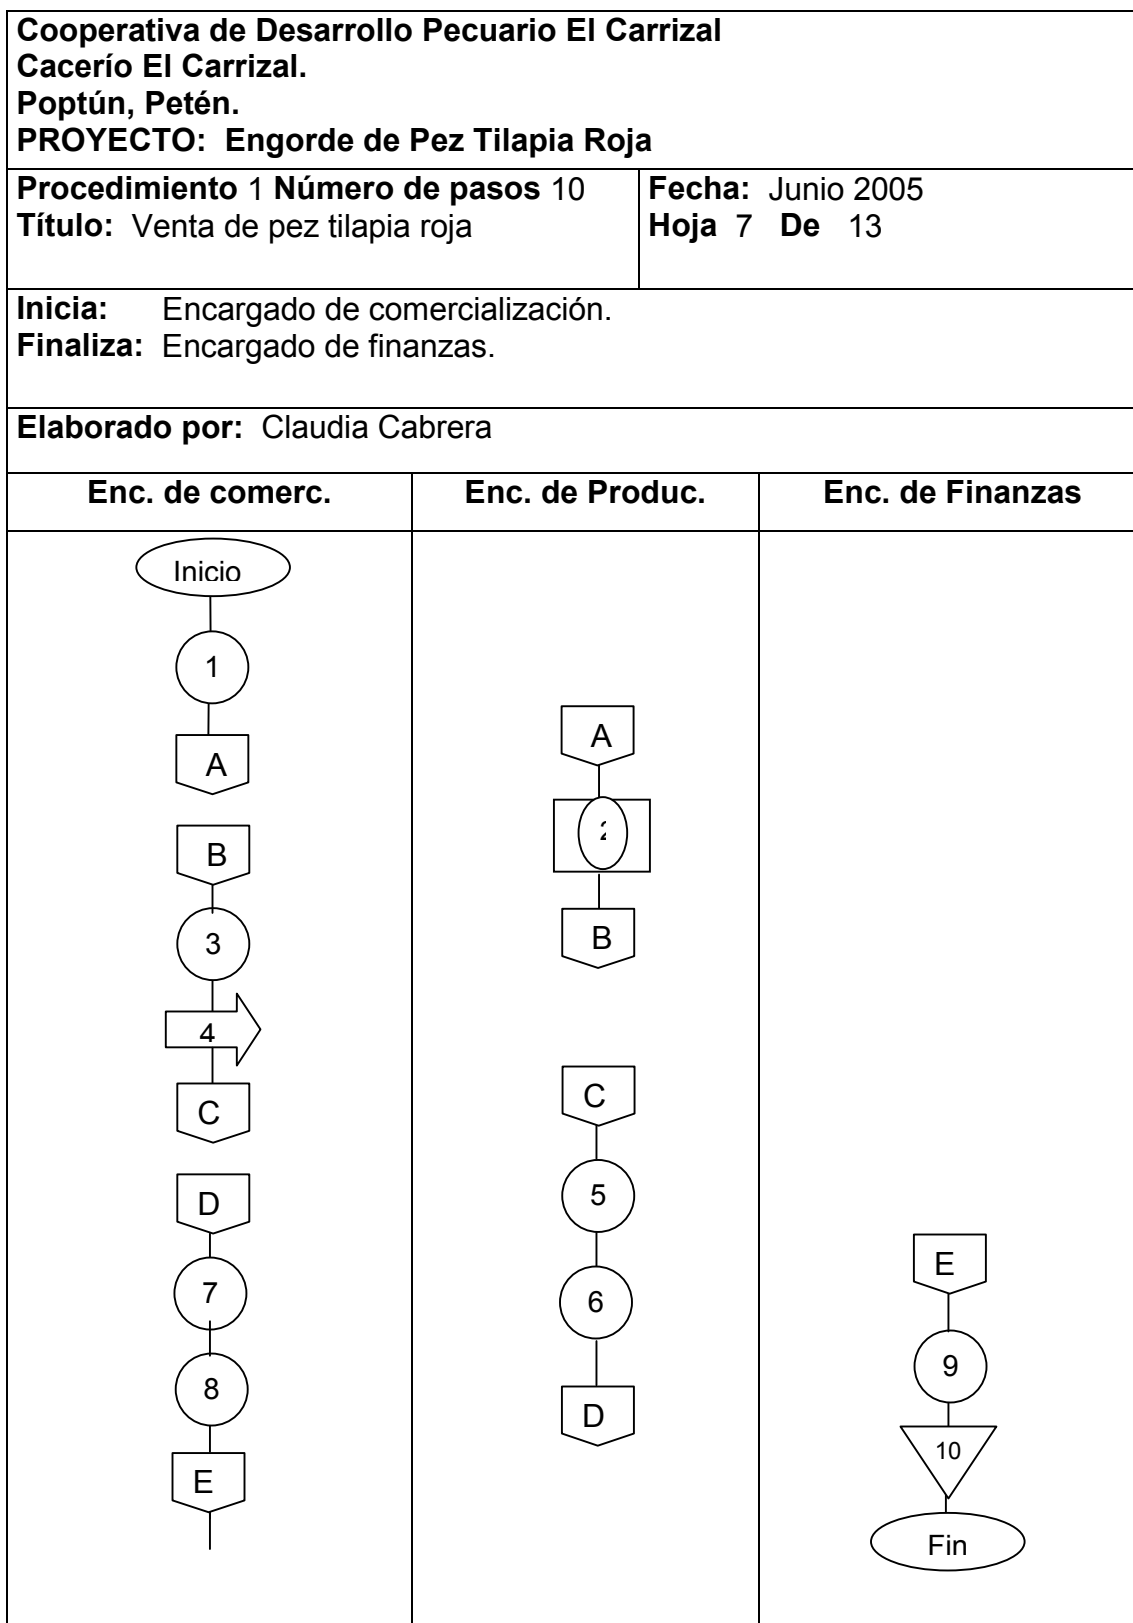 Cooperativa de Desarrollo Pecuario El Carrizal
Cacerío El Carrizal.
Poptún, Petén.
PROYECTO: Engorde de Pez Tilapia Roja
Procedimiento 1 Número de pasos 10
Título: Venta de pez tilapia roja
Fecha: Junio 2005
Hoja 7 De 13
Inicia: Encargado de comercialización.
Finaliza: Encargado de finanzas.
Elaborado por: Claudia Cabrera
Enc. de comerc.
Enc. de Produc.
Enc. de Finanzas
Inicio
1
A
B
3
4
C
D
7
8
E
A
2
B
C
5
6
D
E
9
10
Fin